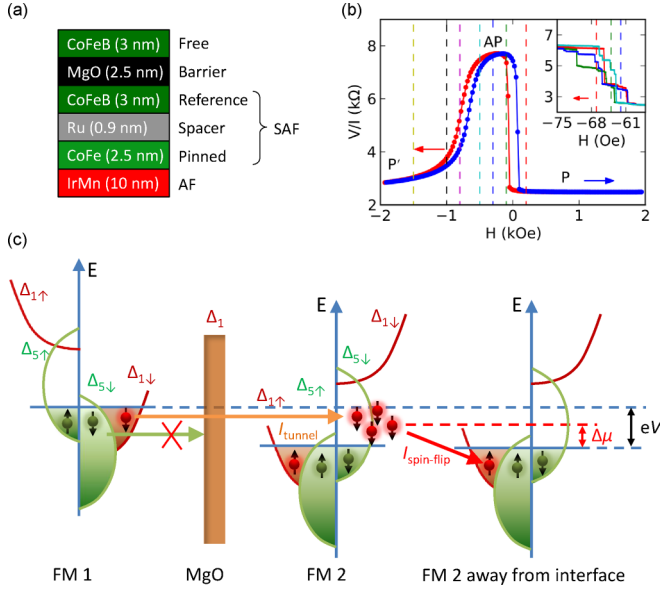 (a)
CoFeB (3 nm) Free
MgO (2.5 nm) Barrier
CoFeB (3 nm) Reference
Ru (0.9 nm) Spacer
CoFe (2.5 nm) Pinned
IrMn (10 nm) AF
SAF
(b)
V/I (kΩ)
8
6
4
2
−2 −1 0 1 2
H (kOe)
AP
P′
P
7
5
3
−75 −68 −61
H (Oe)
(c)
E
Δ1↑
Δ5↑
Δ5↓
Δ1↓
FM 1
Δ1
MgO
Itunnel
E
Δ1↑
Δ5↑
Δ5↓
Δ1↓
FM 2
Ispin-flip
E
Δμ
eV
FM 2 away from interface